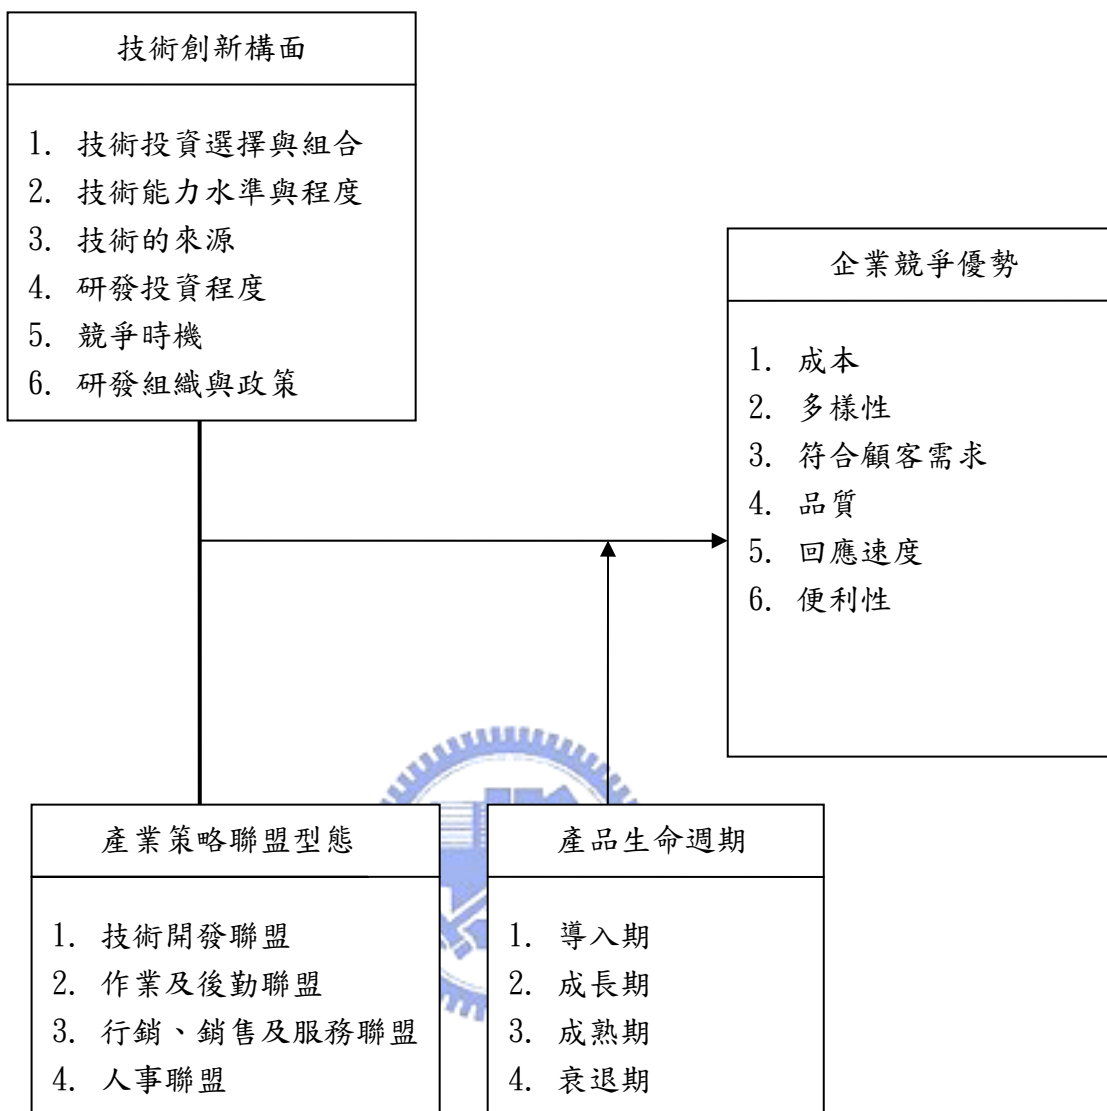 技術創新構面
1. 技術投資選擇與組合
2. 技術能力水準與程度
3. 技術的來源
4. 研發投資程度
5. 競爭時機
6. 研發組織與政策
企業競爭優勢
1. 成本
2. 多樣性
3. 符合顧客需求
4. 品質
5. 回應速度
6. 便利性
產業策略聯盟型態
1. 技術開發聯盟
2. 作業及後勤聯盟
3. 行銷、銷售及服務聯盟
4. 人事聯盟
產品生命週期
1. 導入期
2. 成長期
3. 成熟期
4. 衰退期